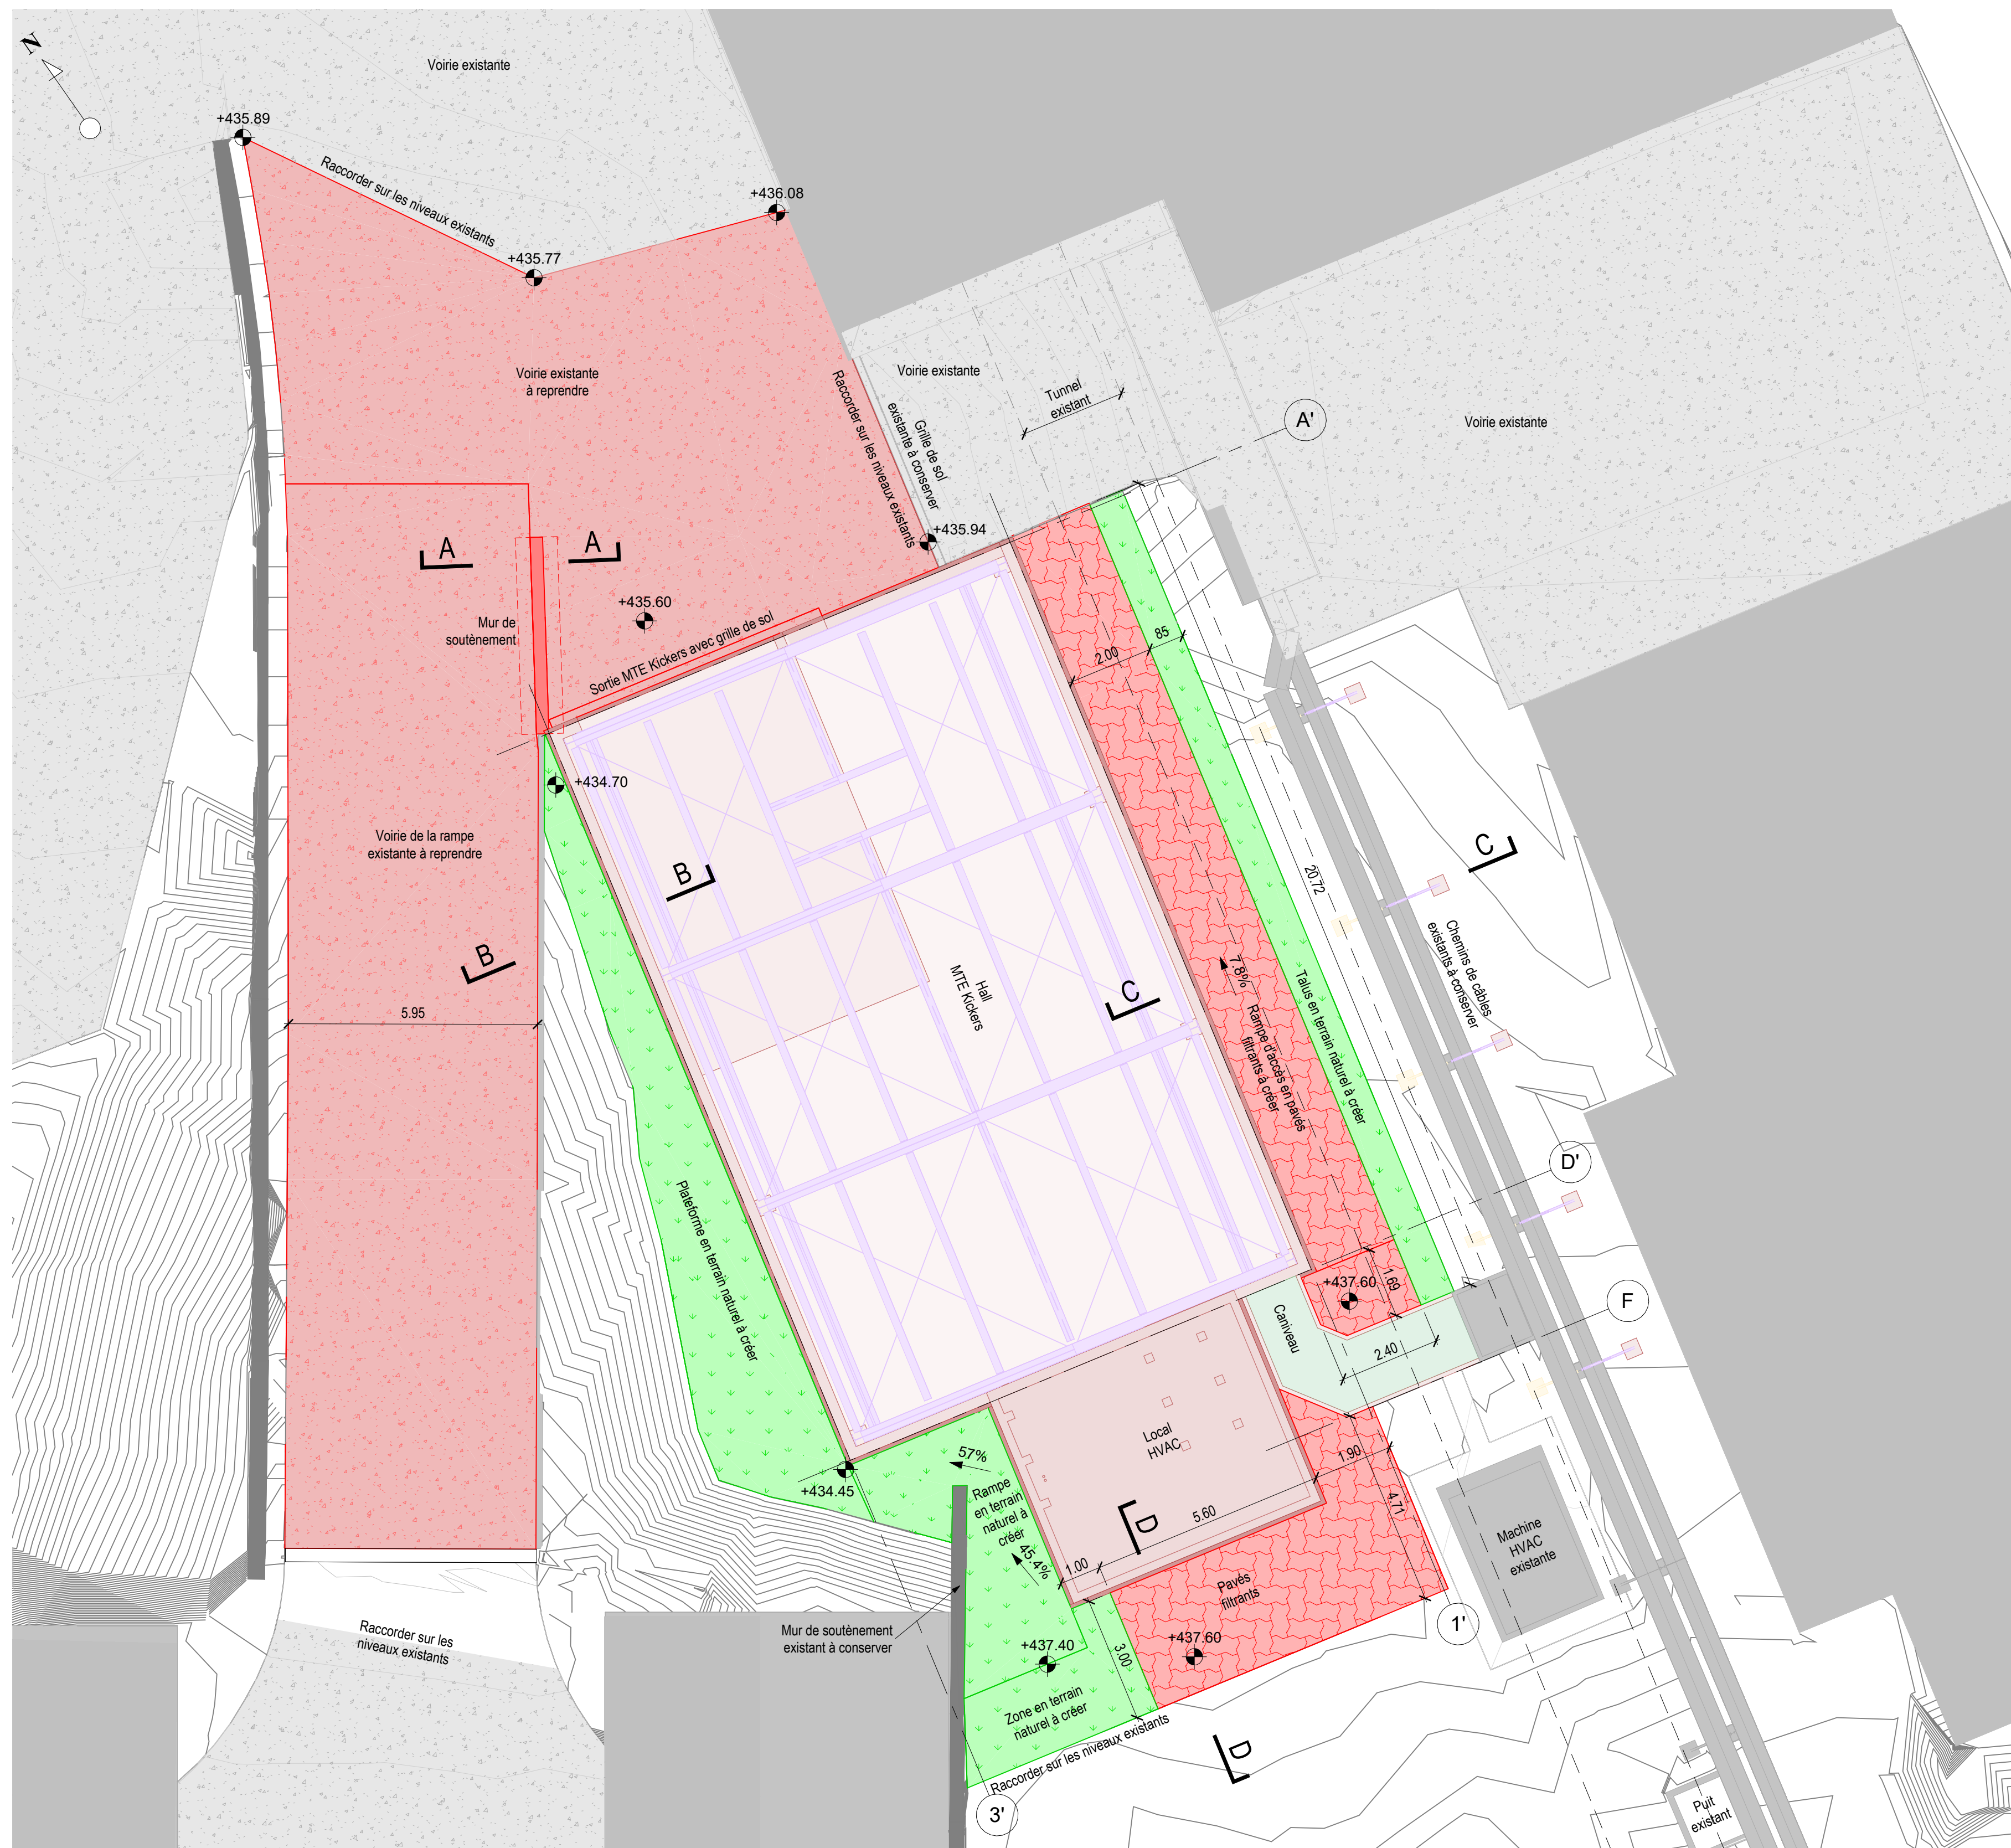 N
Voirie existante
+435.89
Raccorder sur les niveaux existants
+436.08
+435.77
Voirie existante
à reprendre
Raccorder sur les niveaux existants
Voirie existante
Grille de sol
existante à conserver
Tunnel
existant
A'
Voirie existante
+435.94
A
A
Mur de
soutènement
+435.60
Sortie MTE Kickers avec grille de sol
2.00
85
+434.70
Voirie de la rampe
existante à reprendre
B
B
C
C
20.72
Chemins de câbles
existants à conserver
Hall
MTE Kickers
7.8%
Rampe d'accès en pavés
filtrants à créer
Talus en terrain naturel à créer
5.95
D'
Plateforme en terrain naturel à créer
+437.60
1.69
F
Caniveau
2.40
Local
HVAC
57%
+434.45
Rampe
en terrain
naturel à
créer
45.4%
1.90
4.71
5.60
D
1.00
Machine
HVAC
existante
Pavés
filtrants
1'
Raccorder sur les
niveaux existants
Mur de soutènement
existant à conserver
+437.40
3.00
+437.60
Zone en terrain
naturel à créer
Raccorder sur les niveaux existants
D
3'
Puit
existant